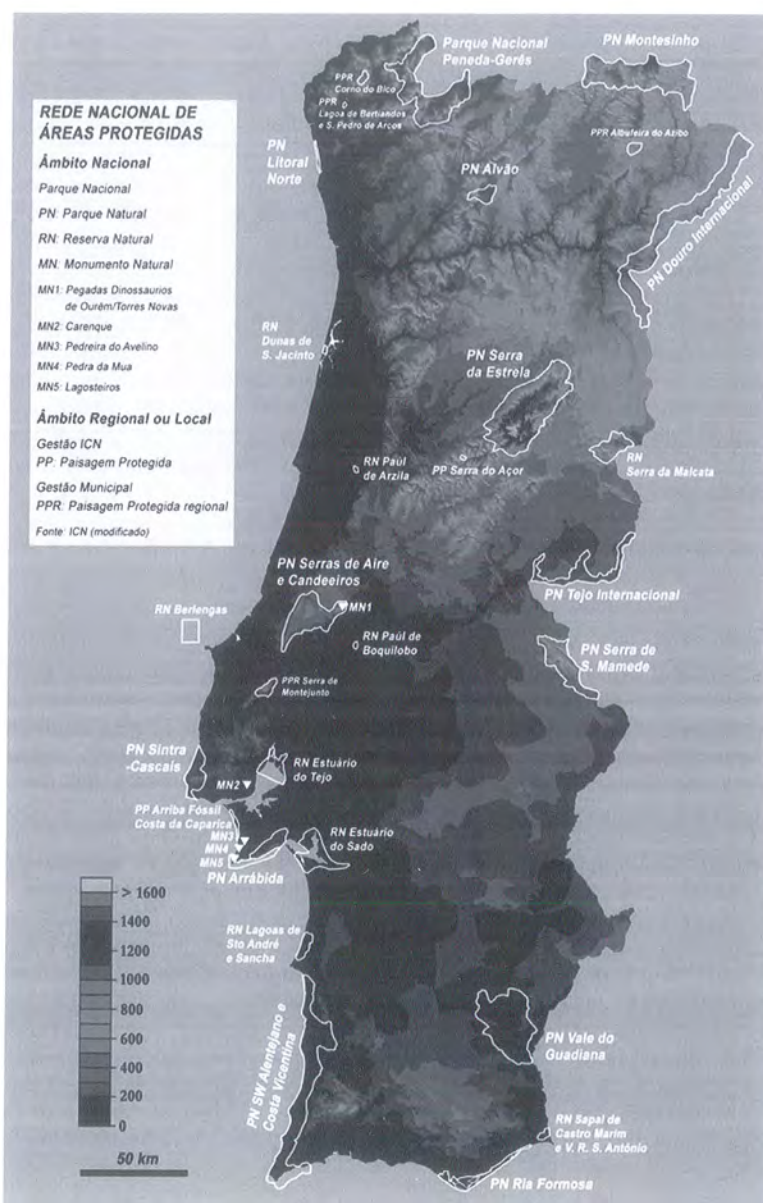 REDE NACIONAL DE
ÁREAS PROTEGIDAS
Âmbito Nacional
Parque Nacional
PN: Parque Natural
RN: Reserva Natural
MN: Monumento Natural
MN1: Pegadas Dinossaurios
de Ourém/Torres Novas
MN2: Carenque
MN3: Pedreira do Avelino
MN4: Pedra da Mua
MN5: Lagosteiros
Âmbito Regional ou Local
Gestão ICN
PP: Paisagem Protegida
Gestão Municipal
PPR: Paisagem Protegida regional
Fonte: ICN (modificado)
Parque Nacional
Peneda-Gerês
PN Montesinho
PPR
Corno do Bico
PPR
Lagoa de Bertiandos
e S. Pedro de Arcos
PPR Albufeira do Azibo
PN
Litoral
Norte
PN Alvão
PN Douro Internacional
RN
Dunas de
S. Jacinto
PN Serra
da Estrela
RN Paúl
de Arzila
PP Serra do Açor
RN
Serra da Malcata
PN Serras de Aire
e Candeeiros
MN1
PN Tejo Internacional
RN Berlengas
RN Paúl de
Boquilobo
PN Serra de
S. Mamede
PPR Serra de
Montejunto
PN Sintra
-Cascais
RN Estuário
do Tejo
MN2
PP Arriba Fóssil
Costa da Caparica
MN3
MN4
MN5
RN Estuário
do Sado
PN Arrábida
RN Lagoas de
Sto André
e Sancha
PN SW Alentejano e
Costa Vicentina
PN Vale do
Guadiana
RN Sapal de
Castro Marim
e V. R. S. António
PN Ria Formosa
> 1600
1400
1200
1000
800
600
400
200
0
50 km